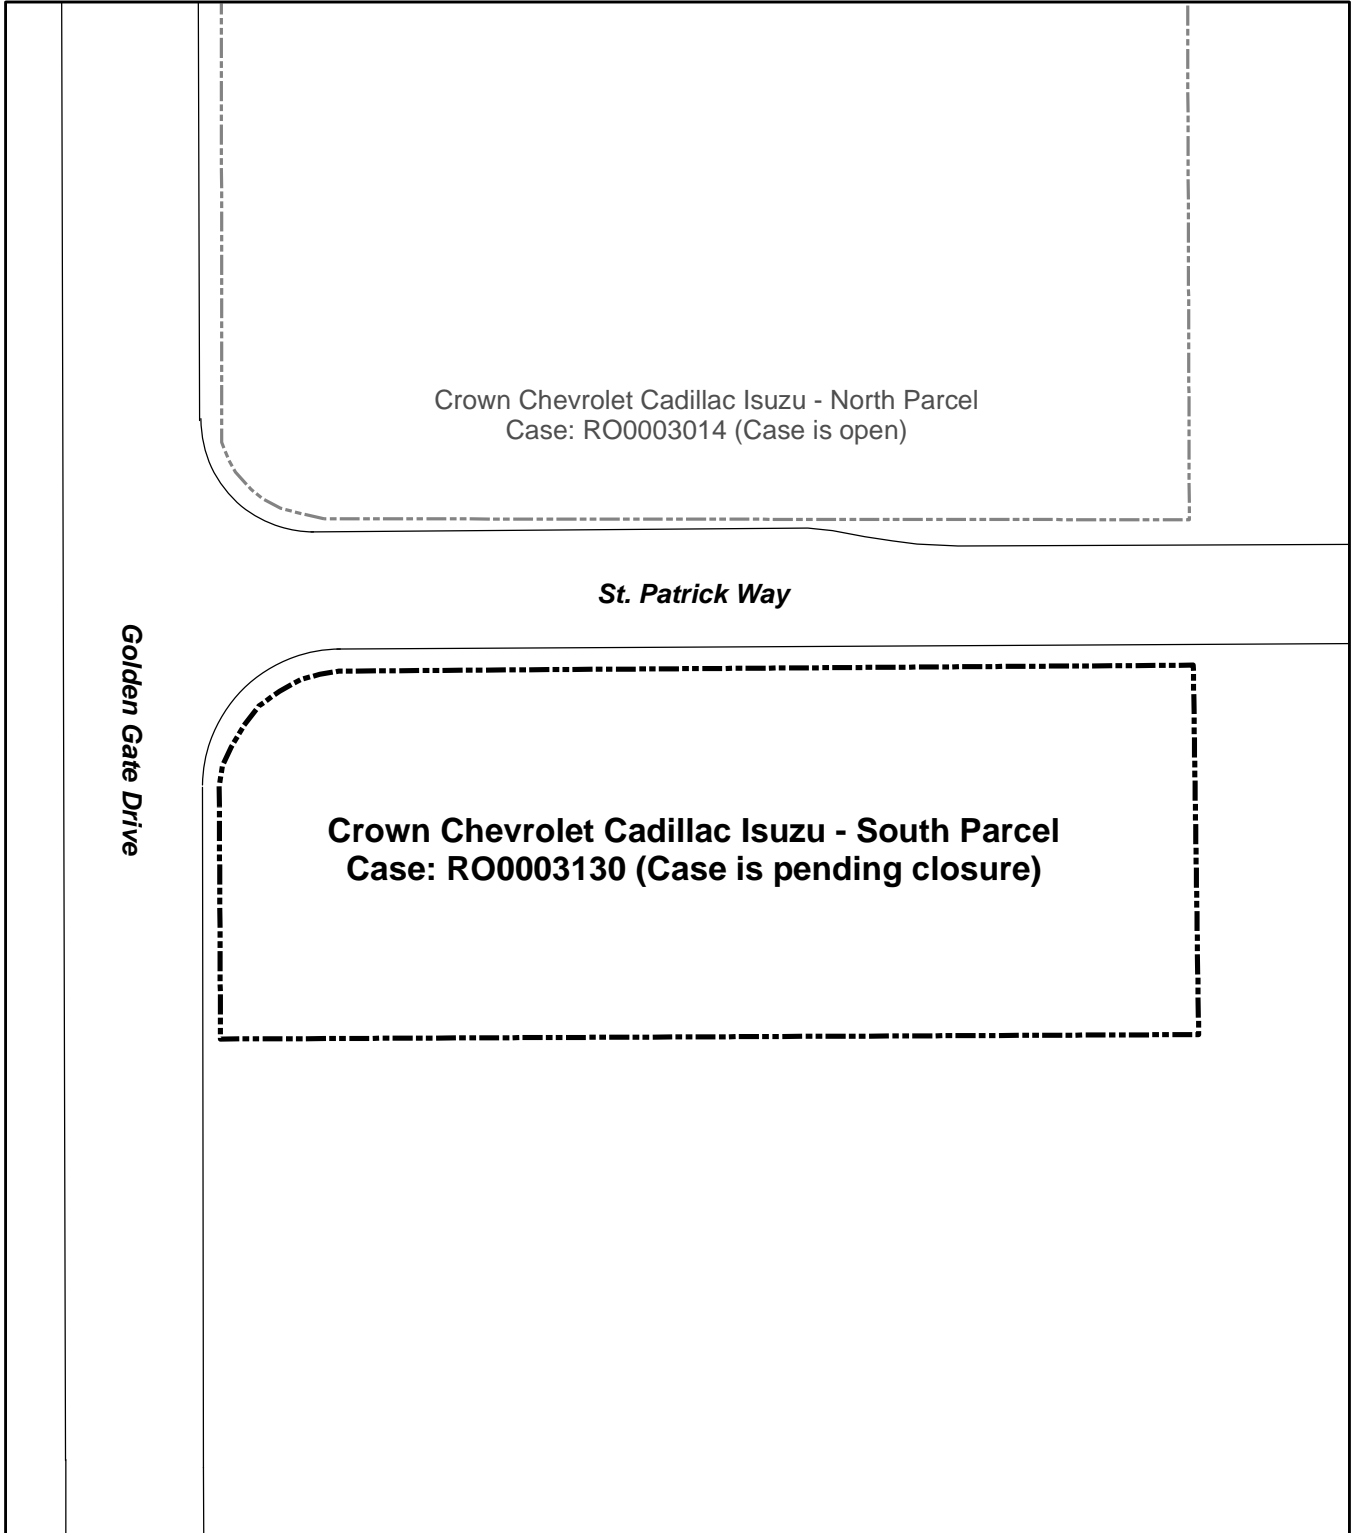 Crown Chevrolet Cadillac Isuzu - North Parcel
Case: RO0003014 (Case is open)
St. Patrick Way
Golden Gate Drive
Crown Chevrolet Cadillac Isuzu - South Parcel
Case: RO0003130 (Case is pending closure)